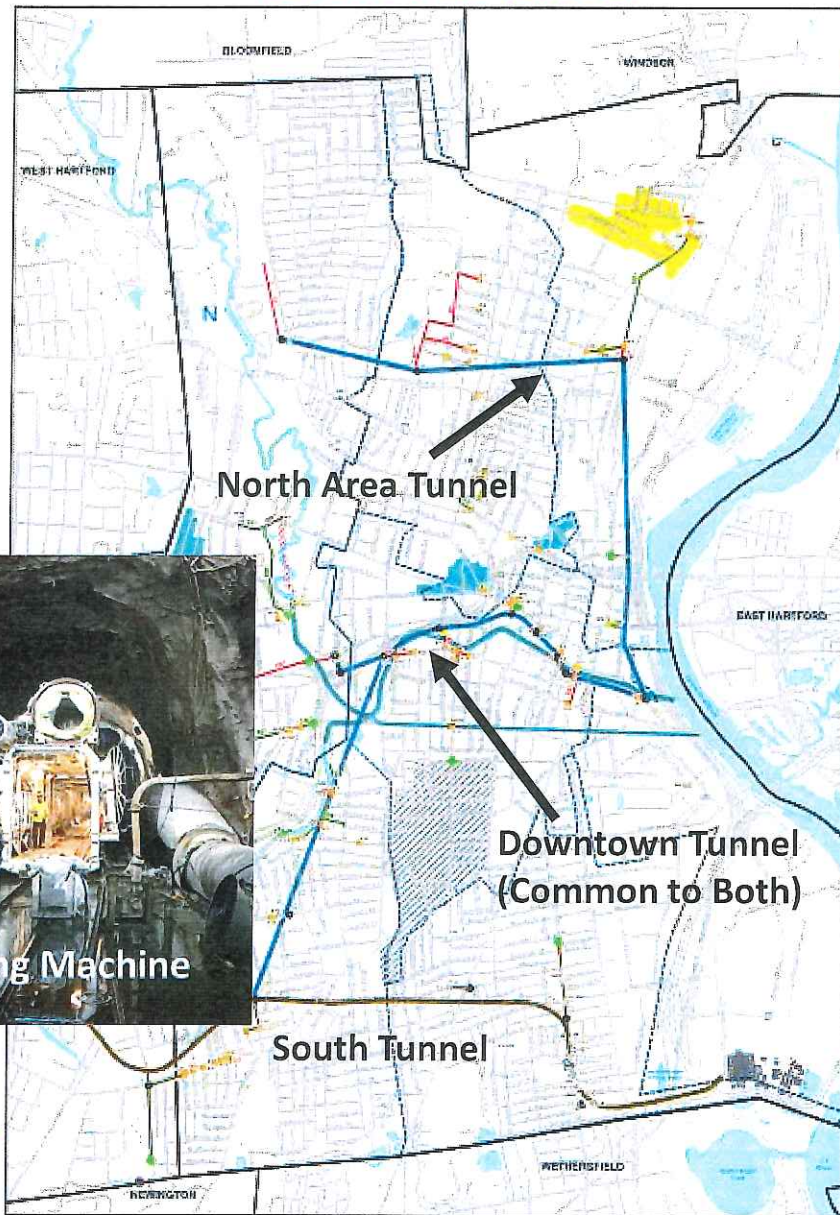 BLOOMFIELD
WINDSOR
WEST HARTFORD
N
North Area Tunnel
EAST HARTFORD
Downtown Tunnel
(Common to Both)
ng Machine
South Tunnel
WETHERSFIELD
NEWINGTON